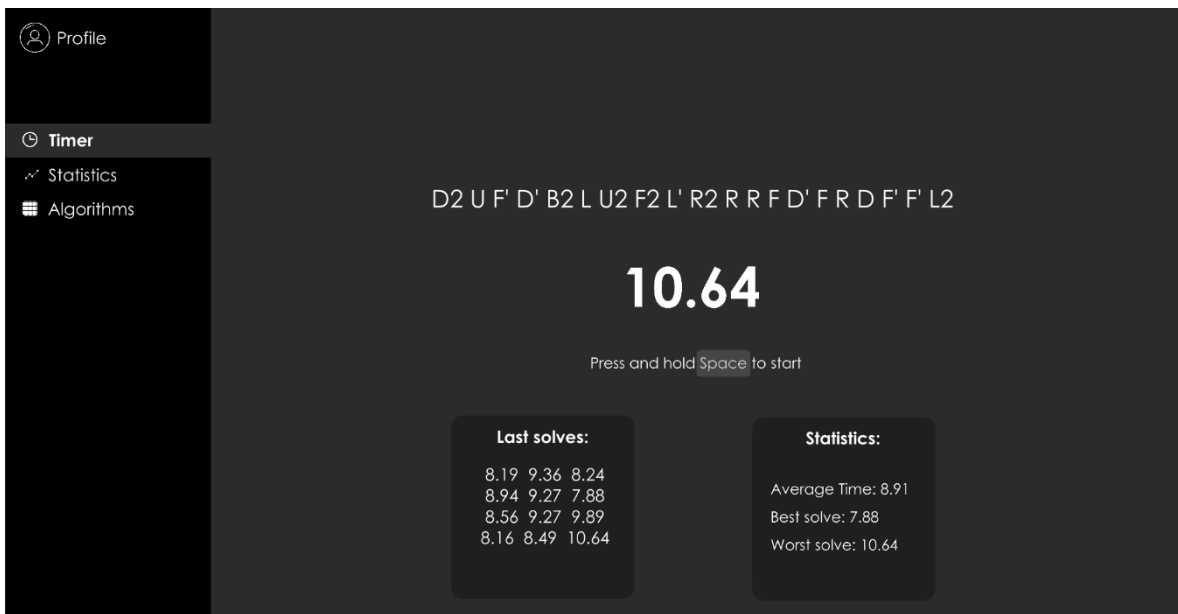 Profile
Timer
Statistics
Algorithms
D2 U F' D' B2 L U2 F2 L' R2 R R F D' F R D F' F' L2
10.64
Press and hold Space to start
Last solves:
8.19 9.36 8.24
8.94 9.27 7.88
8.56 9.27 9.89
8.16 8.49 10.64
Statistics:
Average Time: 8.91
Best solve: 7.88
Worst solve: 10.64